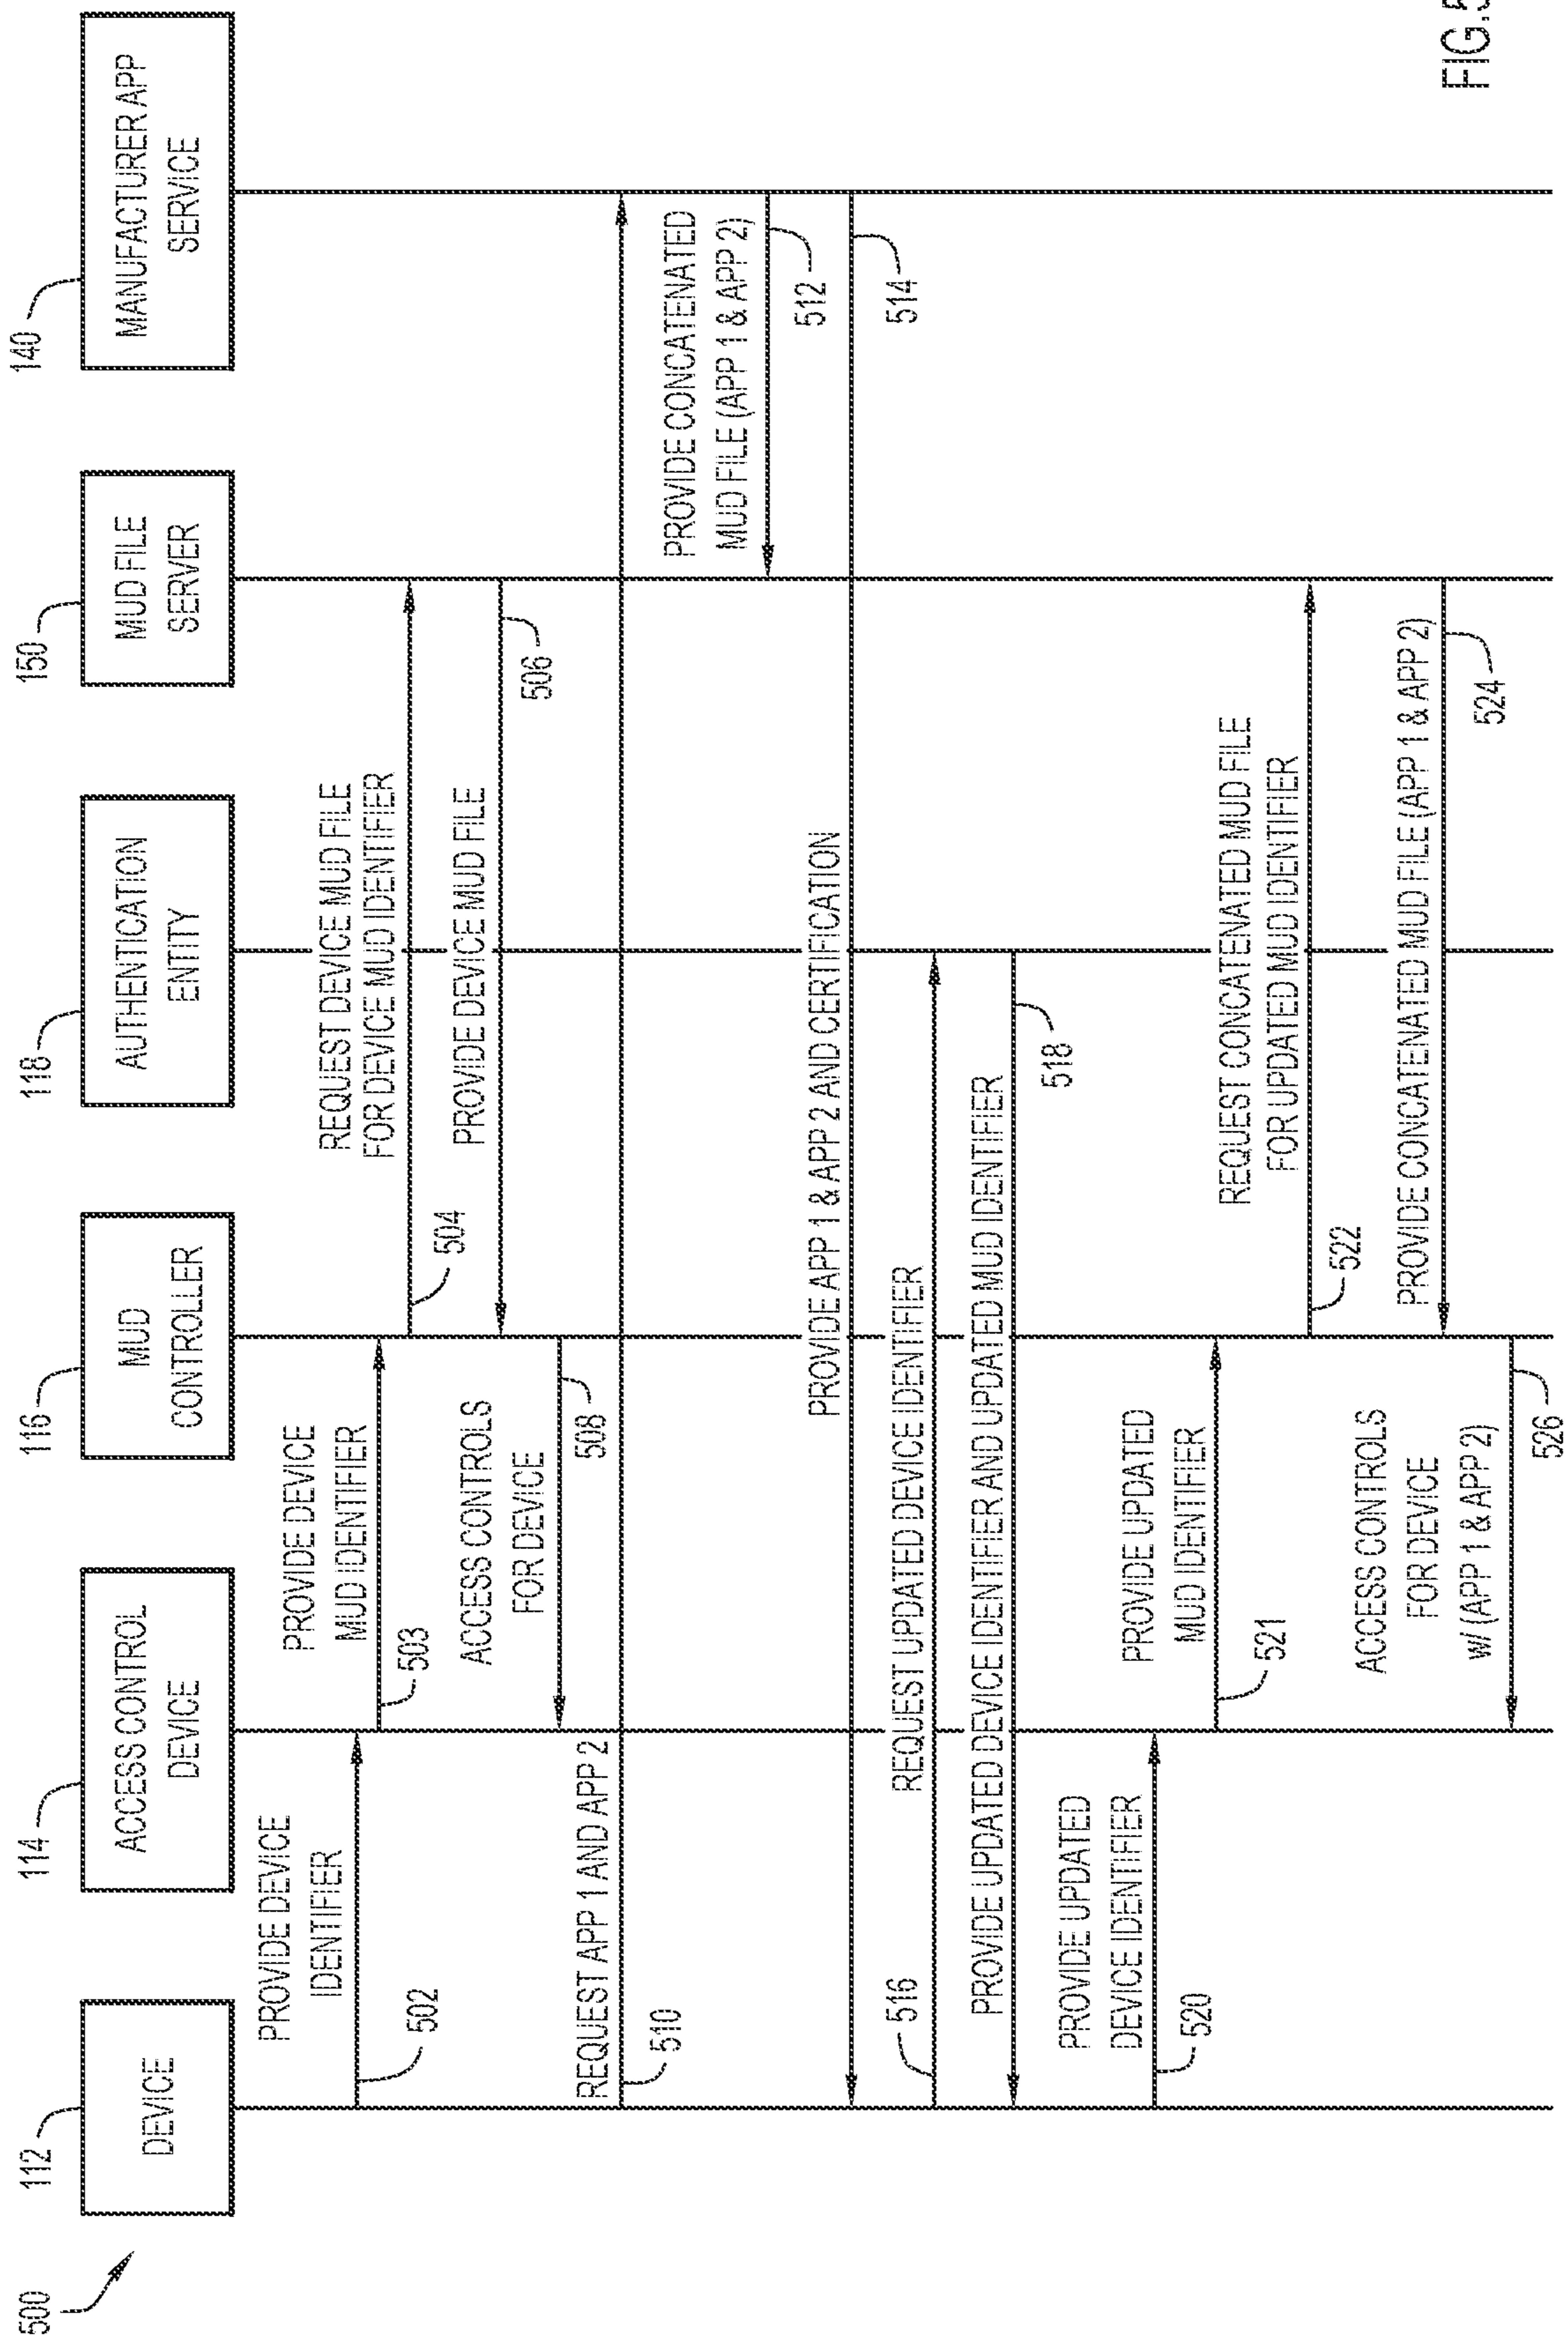 500
112
DEVICE
114
ACCESS CONTROL
DEVICE
116
MUD
CONTROLLER
118
AUTHENTICATION
ENTITY
150
MUD FILE
SERVER
140
MANUFACTURER APP
SERVICE
PROVIDE DEVICE
IDENTIFIER
502
PROVIDE DEVICE
MUD IDENTIFIER
503
REQUEST DEVICE MUD FILE
FOR DEVICE MUD IDENTIFIER
504
PROVIDE DEVICE MUD FILE
506
ACCESS CONTROLS
FOR DEVICE
508
REQUEST APP 1 AND APP 2
510
PROVIDE CONCATENATED
MUD FILE (APP 1 & APP 2)
512
PROVIDE APP 1 & APP 2 AND CERTIFICATION
514
REQUEST UPDATED DEVICE IDENTIFIER
516
PROVIDE UPDATED DEVICE IDENTIFIER AND UPDATED MUD IDENTIFIER
518
PROVIDE UPDATED
DEVICE IDENTIFIER
520
PROVIDE UPDATED
MUD IDENTIFIER
521
REQUEST CONCATENATED MUD FILE
FOR UPDATED MUD IDENTIFIER
522
PROVIDE CONCATENATED MUD FILE (APP 1 & APP 2)
524
ACCESS CONTROLS
FOR DEVICE
w/ (APP 1 & APP 2)
526
FIG.5